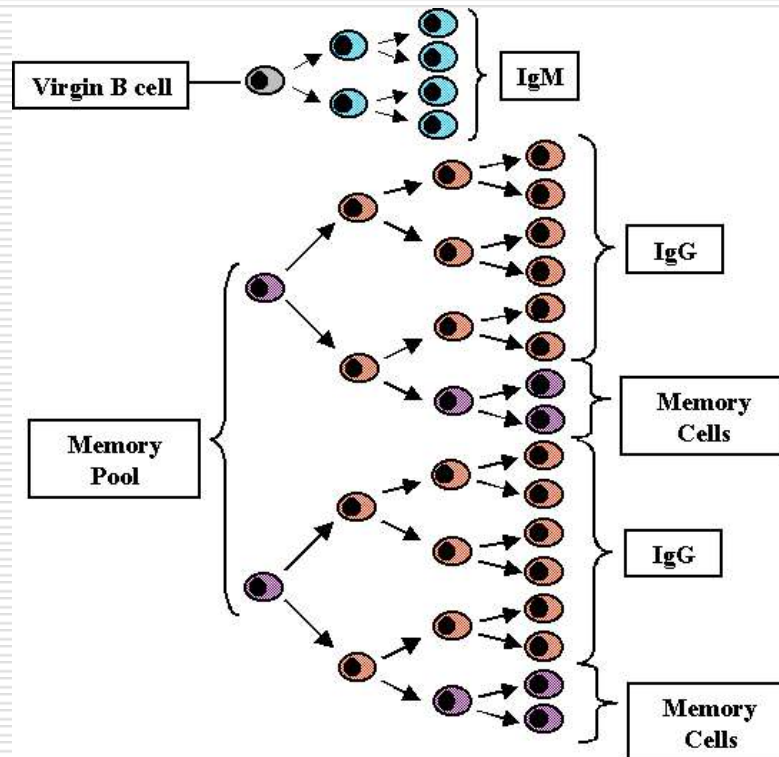 Virgin B cell
IgM
IgG
Memory
Cells
Memory
Pool
IgG
Memory
Cells